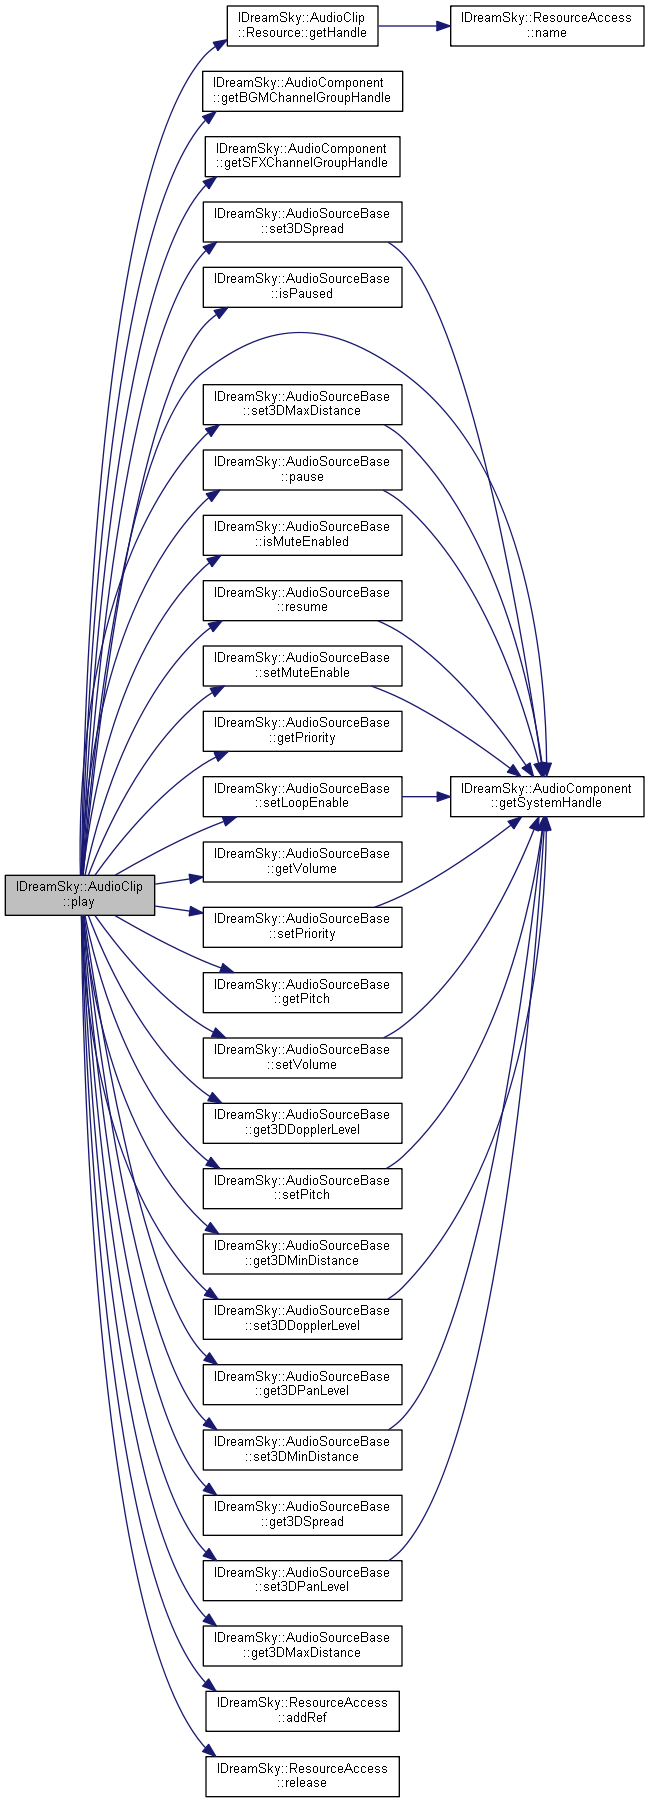 IDreamSky::AudioClip
::Resource::getHandle
IDreamSky::ResourceAccess
::name
IDreamSky::AudioComponent
::getBGMChannelGroupHandle
IDreamSky::AudioComponent
::getSFXChannelGroupHandle
IDreamSky::AudioSourceBase
::set3DSpread
IDreamSky::AudioSourceBase
::isPaused
IDreamSky::AudioSourceBase
::set3DMaxDistance
IDreamSky::AudioSourceBase
::pause
IDreamSky::AudioSourceBase
::isMuteEnabled
IDreamSky::AudioSourceBase
::resume
IDreamSky::AudioSourceBase
::setMuteEnable
IDreamSky::AudioSourceBase
::getPriority
IDreamSky::AudioSourceBase
::setLoopEnable
IDreamSky::AudioComponent
::getSystemHandle
IDreamSky::AudioSourceBase
::getVolume
IDreamSky::AudioClip
::play
IDreamSky::AudioSourceBase
::setPriority
IDreamSky::AudioSourceBase
::getPitch
IDreamSky::AudioSourceBase
::setVolume
IDreamSky::AudioSourceBase
::get3DDopplerLevel
IDreamSky::AudioSourceBase
::setPitch
IDreamSky::AudioSourceBase
::get3DMinDistance
IDreamSky::AudioSourceBase
::set3DDopplerLevel
IDreamSky::AudioSourceBase
::get3DPanLevel
IDreamSky::AudioSourceBase
::set3DMinDistance
IDreamSky::AudioSourceBase
::get3DSpread
IDreamSky::AudioSourceBase
::set3DPanLevel
IDreamSky::AudioSourceBase
::get3DMaxDistance
IDreamSky::ResourceAccess
::addRef
IDreamSky::ResourceAccess
::release